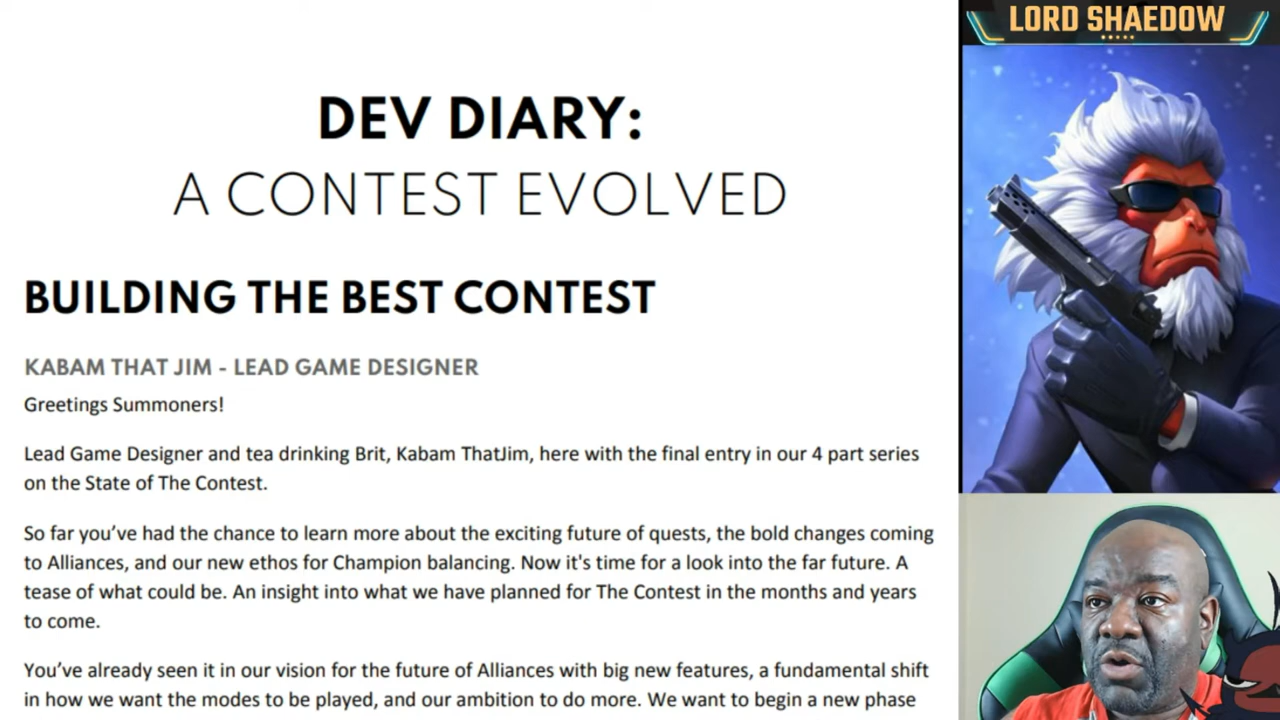 DEV DIARY:
A CONTEST EVOLVED
BUILDING THE BEST CONTEST
KABAM THAT JIM - LEAD GAME DESIGNER
Greetings Summoners!
Lead Game Designer and tea drinking Brit, Kabam ThatJim, here with the final entry in our 4 part series
on the State of The Contest.
So far you’ve had the chance to learn more about the exciting future of quests, the bold changes coming
to Alliances, and our new ethos for Champion balancing. Now it's time for a look into the far future. A
tease of what could be. An insight into what we have planned for The Contest in the months and years
to come.
You’ve already seen it in our vision for the future of Alliances with big new features, a fundamental shift
in how we want the modes to be played, and our ambition to do more. We want to begin a new phase
LORD SHAEDOW